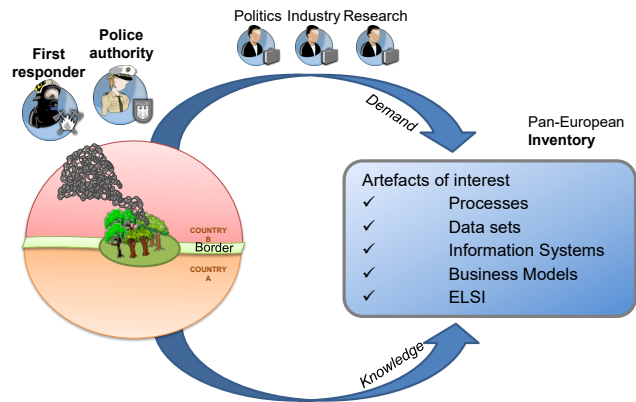 Politics Industry Research
First
responder
Police
authority
POLIZEI
Demand
Pan-European
Inventory
Artefacts of interest
✓ Processes
✓ Data sets
✓ Information Systems
✓ Business Models
✓ ELSI
COUNTRY
B
Border
COUNTRY
A
Knowledge